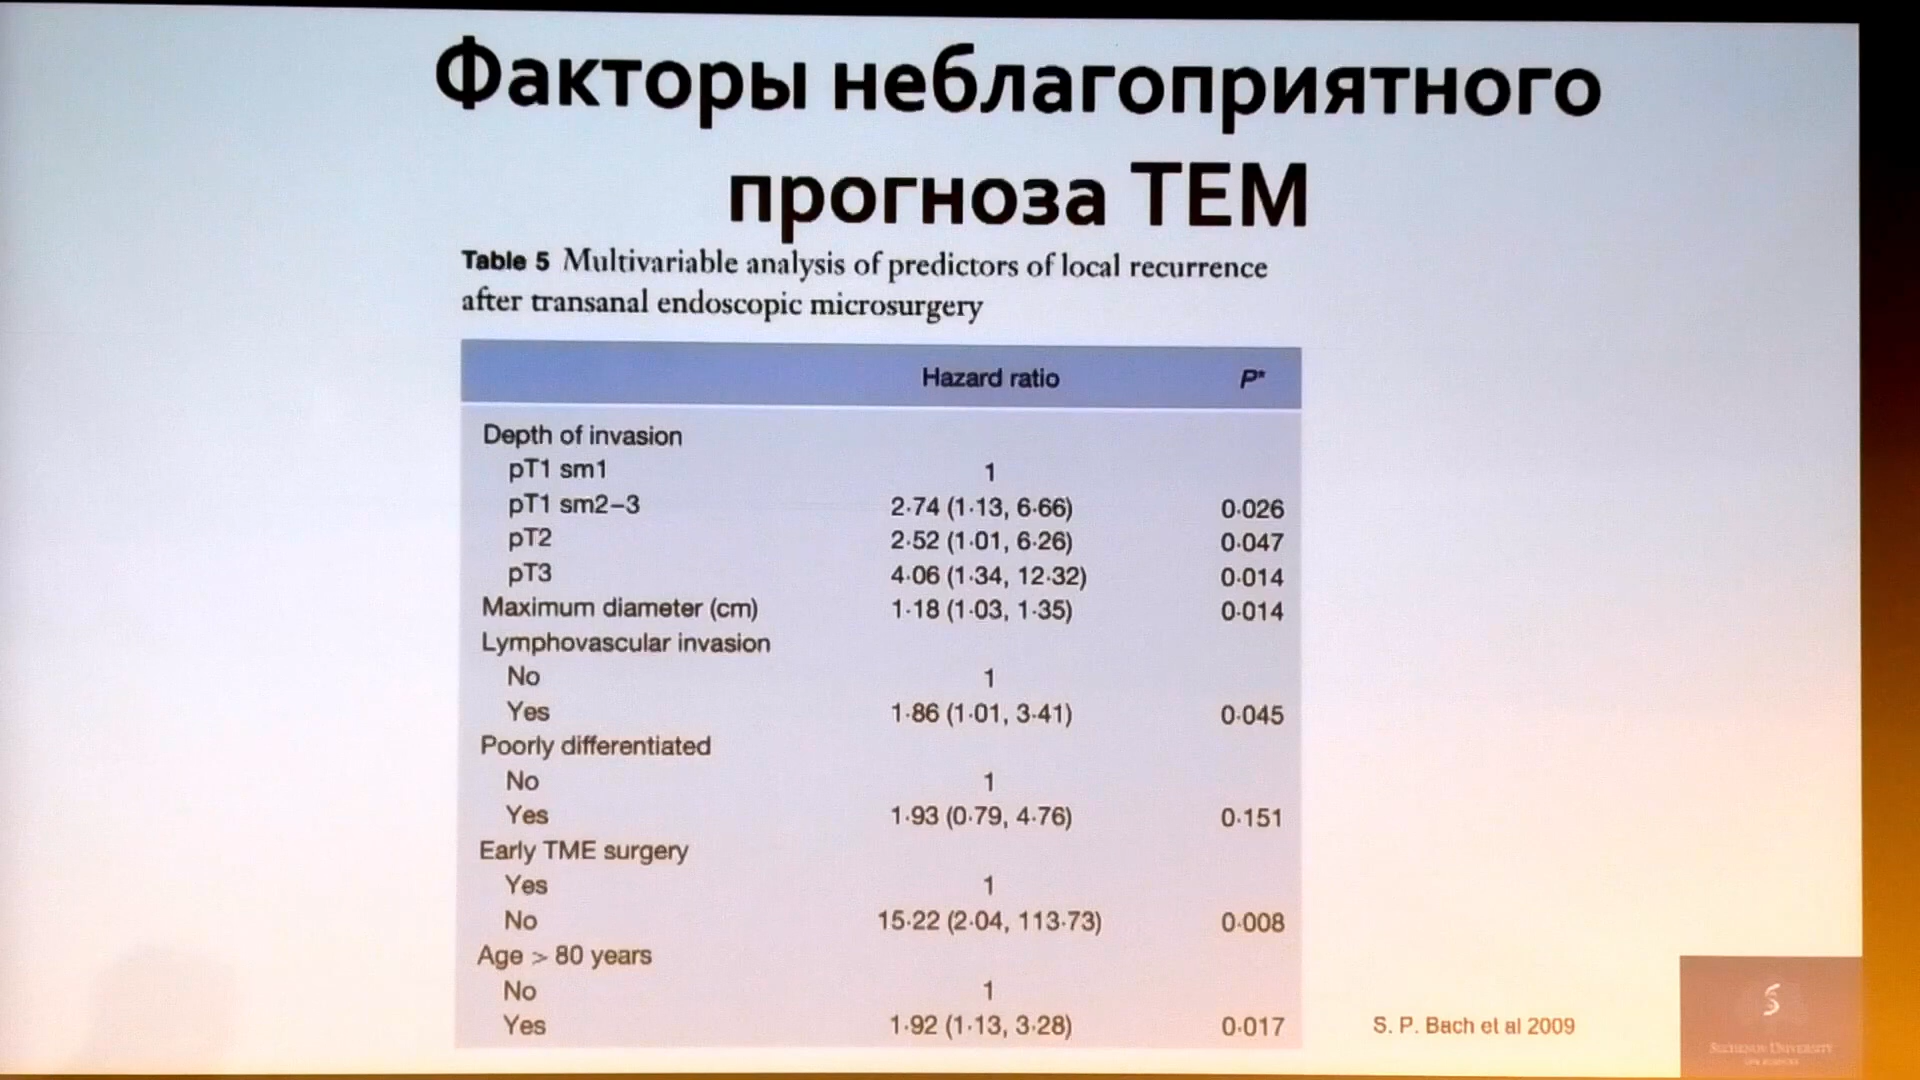 Факторы неблагоприятного
прогноза ТЕМ
Table 5 Multivariable analysis of predictors of local recurrence
after transanal endoscopic microsurgery
Hazard ratio P*
Depth of invasion
pT1 sm1 1
pT1 sm2–3 2·74 (1·13, 6·66) 0·026
pT2 2·52 (1·01, 6·26) 0·047
pT3 4·06 (1·34, 12·32) 0·014
Maximum diameter (cm) 1·18 (1·03, 1·35) 0·014
Lymphovascular invasion
No 1
Yes 1·86 (1·01, 3·41) 0·045
Poorly differentiated
No 1
Yes 1·93 (0·79, 4·76) 0·151
Early TME surgery
Yes 1
No 15·22 (2·04, 113·73) 0·008
Age > 80 years
No 1
Yes 1·92 (1·13, 3·28) 0·017
S. P. Bach et al 2009
SECHENOV UNIVERSITY